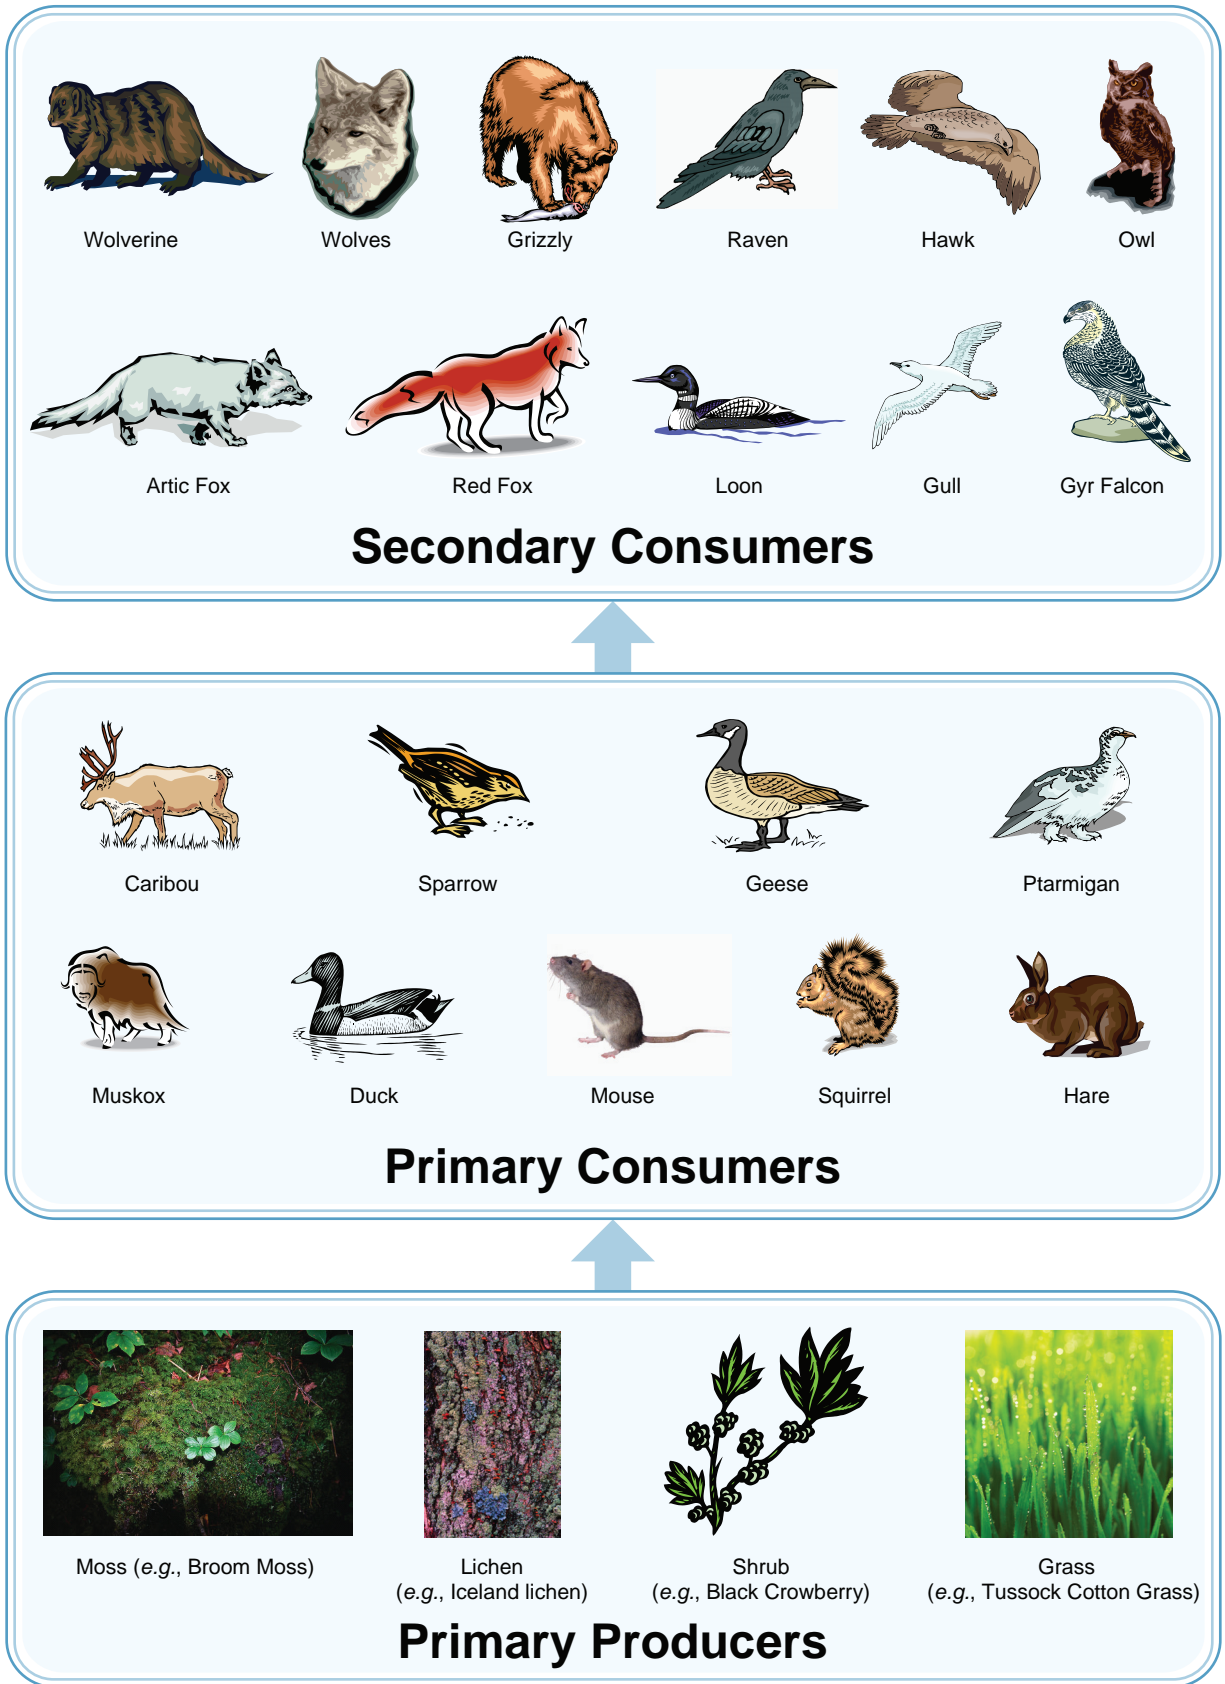 Wolverine
Wolves
Grizzly
Raven
Hawk
Owl
Artic Fox
Red Fox
Loon
Gull
Gyr Falcon
Secondary Consumers
Caribou
Sparrow
Geese
Ptarmigan
Muskox
Duck
Mouse
Squirrel
Hare
Primary Consumers
Moss (e.g., Broom Moss)
Lichen
(e.g., Iceland lichen)
Shrub
(e.g., Black Crowberry)
Grass
(e.g., Tussock Cotton Grass)
Primary Producers